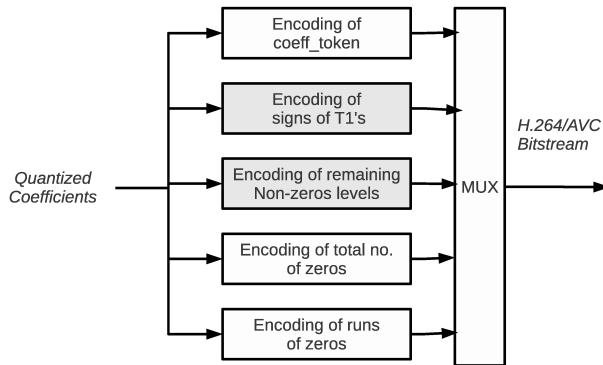 Encoding of
coeff_token
Encoding of
signs of T1's
H.264/AVC
Bitstream
Quantized
Coefficients
Encoding of remaining
Non-zeros levels
MUX
Encoding of total no.
of zeros
Encoding of runs
of zeros